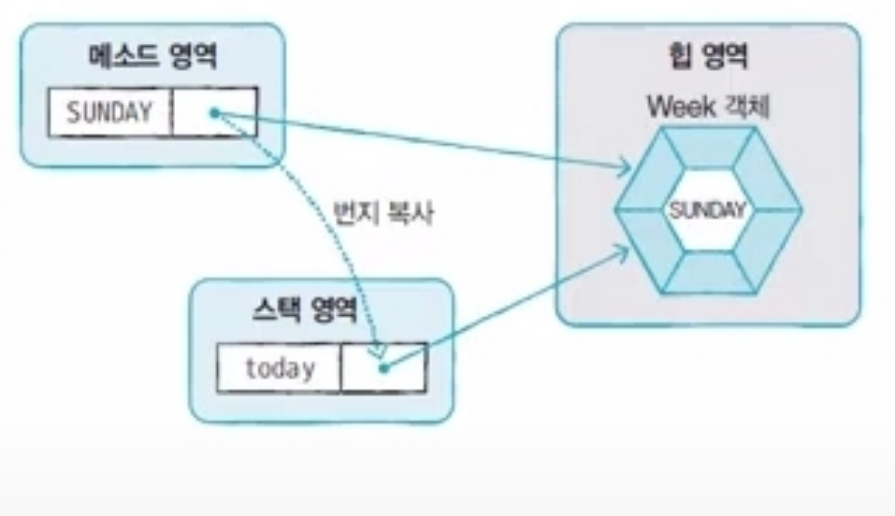 메소드 영역
SUNDAY
힙 영역
Week 객체
SUNDAY
번지 복사
스택 영역
today